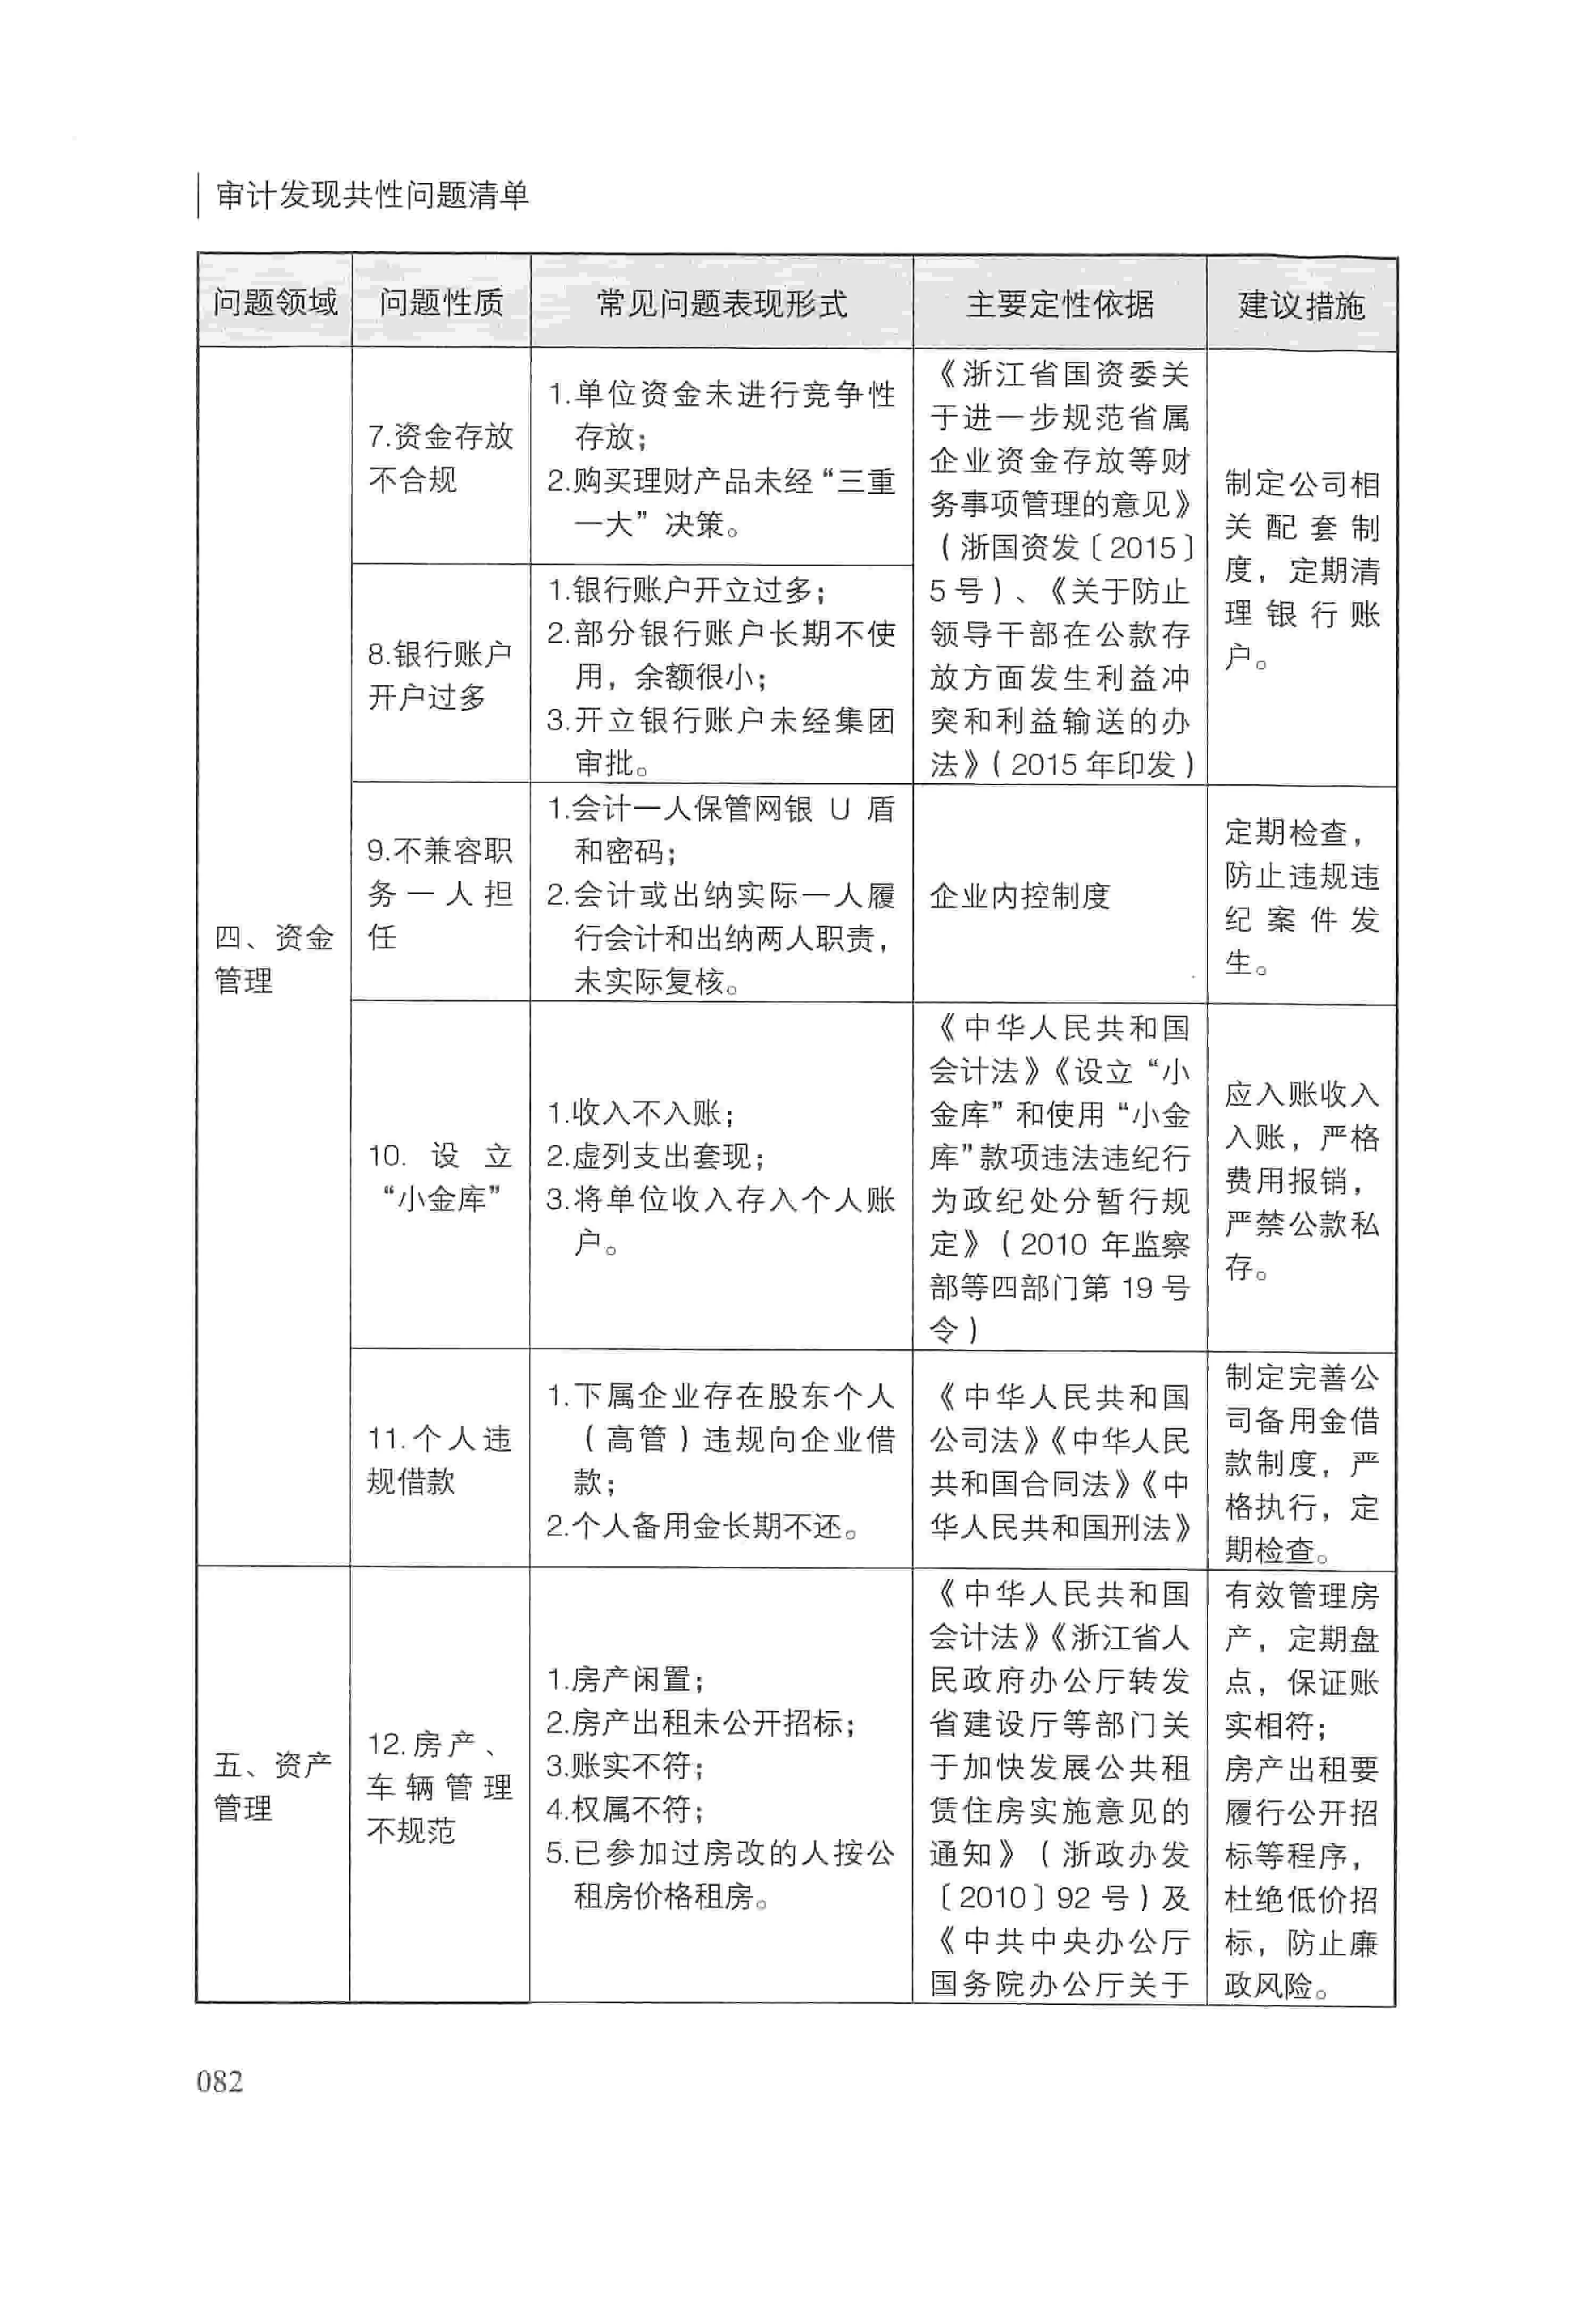 审计发现共性问题清单
问题领域
问题性质
常见问题表现形式
主要定性依据
建议措施
四、资金
管理
7.资金存放
不合规
1.单位资金未进行竞争性
存放；
2.购买理财产品未经“三重
一大”决策。
《浙江省国资委关
于进一步规范省属
企业资金存放等财
务事项管理的意见》
（浙国资发〔2015〕
5号）、《关于防止
领导干部在公款存
放方面发生利益冲
突和利益输送的办
法》（2015年印发）
制定公司相
关配套制
度，定期清
理银行账
户。
8.银行账户
开户过多
1.银行账户开立过多；
2.部分银行账户长期不使
用，余额很小；
3.开立银行账户未经集团
审批。
9.不兼容职
务一人担
任
1.会计一人保管网银 U 盾
和密码；
2.会计或出纳实际一人履
行会计和出纳两人职责，
未实际复核。
企业内控制度
定期检查，
防止违规违
纪案件发
生。
10. 设立
“小金库”
1.收入不入账；
2.虚列支出套现；
3.将单位收入存入个人账
户。
《中华人民共和国
会计法》《设立“小
金库”和使用“小金
库”款项违法违纪行
为政纪处分暂行规
定》（2010 年监察
部等四部门第 19 号
令）
应入账收入
入账，严格
费用报销，
严禁公款私
存。
11.个人违
规借款
1.下属企业存在股东个人
（高管）违规向企业借
款；
2.个人备用金长期不还。
《中华人民共和国
公司法》《中华人民
共和国合同法》《中
华人民共和国刑法》
制定完善公
司备用金借
款制度，严
格执行，定
期检查。
五、资产
管理
12.房产、
车辆管理
不规范
1.房产闲置；
2.房产出租未公开招标；
3.账实不符；
4.权属不符；
5.已参加过房改的人按公
租房价格租房。
《中华人民共和国
会计法》《浙江省人
民政府办公厅转发
省建设厅等部门关
于加快发展公共租
赁住房实施意见的
通知》（浙政办发
〔2010〕92 号）及
《中共中央办公厅
国务院办公厅关于
有效管理房
产，定期盘
点，保证账
实相符；
房产出租要
履行公开招
标等程序，
杜绝低价招
标，防止廉
政风险。
082